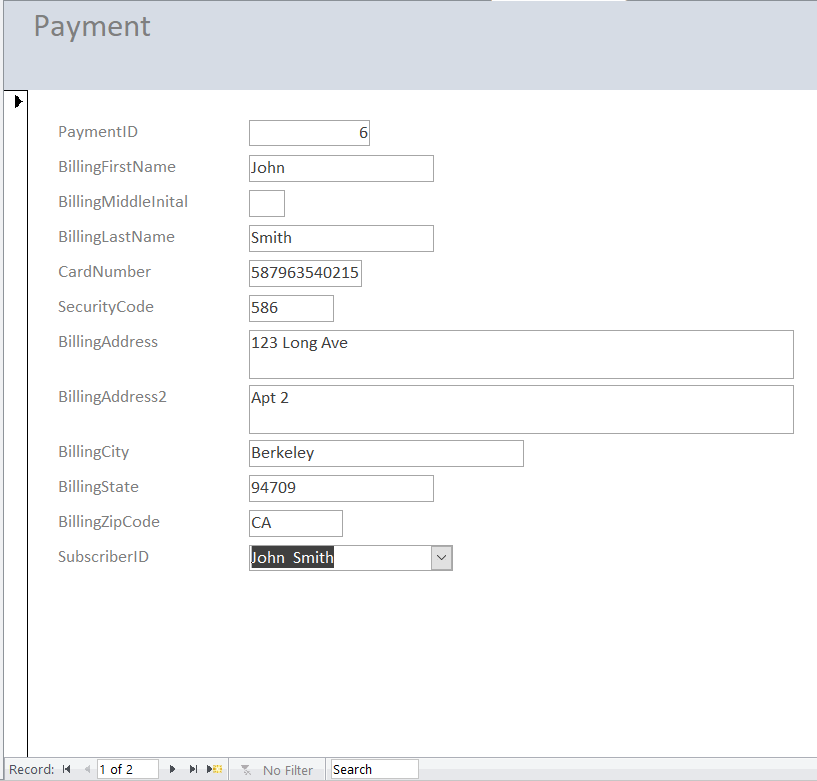 Payment
PaymentID 6
BillingFirstName John
BillingMiddleInital
BillingLastName Smith
CardNumber 587963540215
SecurityCode 586
BillingAddress 123 Long Ave
BillingAddress2 Apt 2
BillingCity Berkeley
BillingState 94709
BillingZipCode CA
SubscriberID John  Smith
Record: 1 of 2 No Filter Search